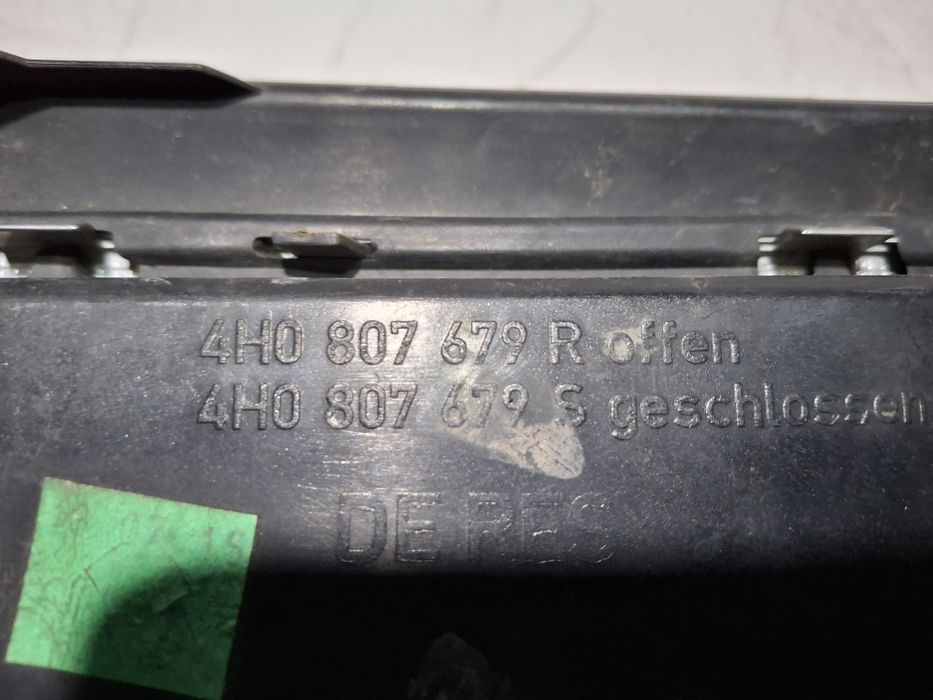 4H0 807 679 R offen
4H0 807 679 S geschlossen
DE RES